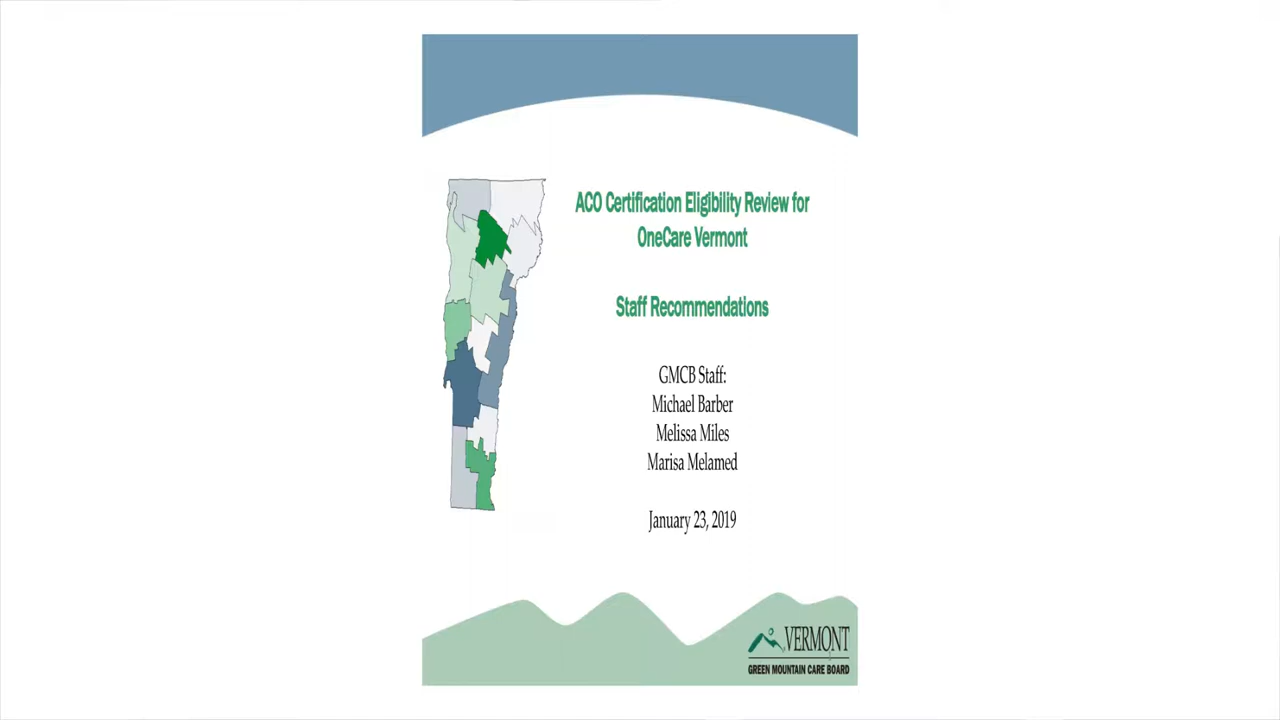 ACO Certification Eligibility Review for
OneCare Vermont
Staff Recommendations
GMCB Staff:
Michael Barber
Melissa Miles
Marisa Melamed
January 23, 2019
VERMONT
GREEN MOUNTAIN CARE BOARD